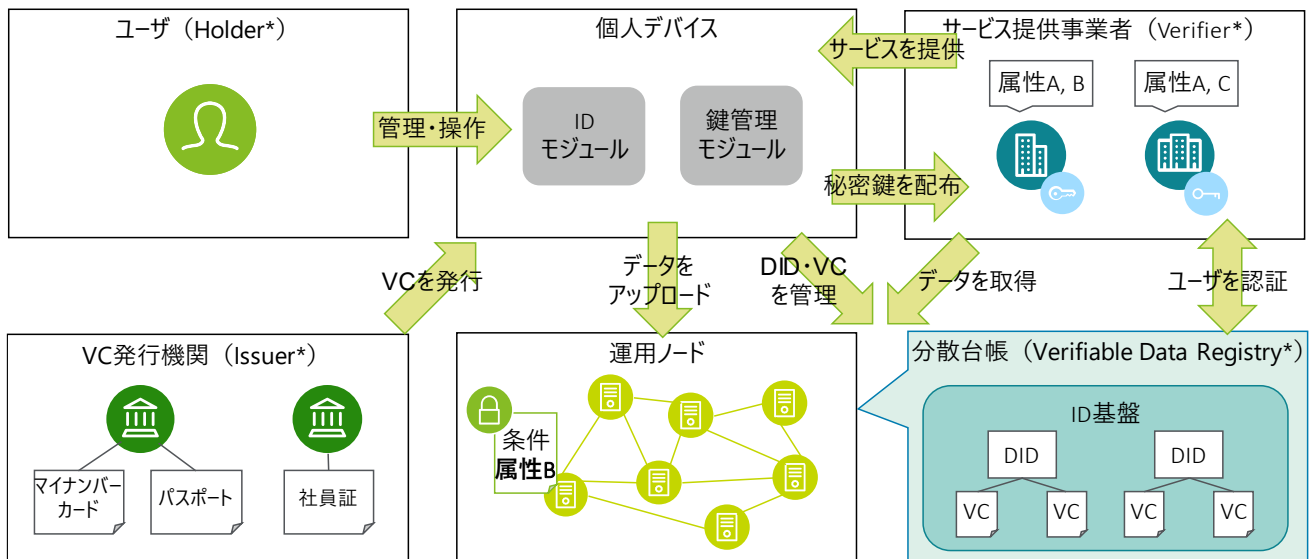 ユーザ（Holder*）
管理・操作
個人デバイス
ID
モジュール
鍵管理
モジュール
サービスを提供
秘密鍵を配布
サービス提供事業者（Verifier*）
属性A, B
属性A, C
VCを発行
データを
アップロード
DID・VC
を管理
データを取得
ユーザを認証
VC発行機関（Issuer*）
マイナンバー
カード
パスポート
社員証
運用ノード
条件
属性B
分散台帳（Verifiable Data Registry*）
ID基盤
DID
DID
VC
VC
VC
VC